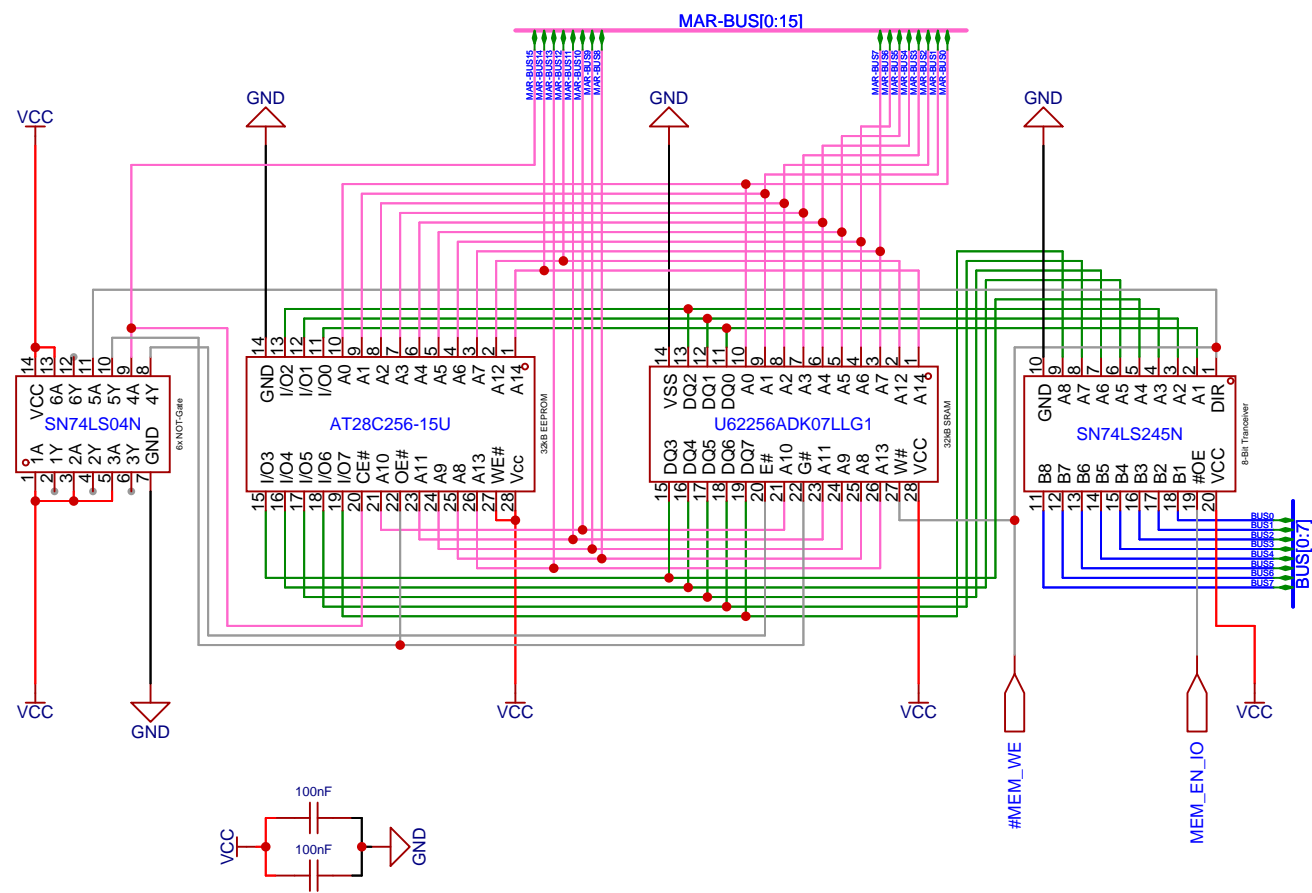 MAR-BUS[0:15]
MAR-BUS15
MAR-BUS14
MAR-BUS13
MAR-BUS12
MAR-BUS11
MAR-BUS10
MAR-BUS9
MAR-BUS8
MAR-BUS7
MAR-BUS6
MAR-BUS5
MAR-BUS4
MAR-BUS3
MAR-BUS2
MAR-BUS1
MAR-BUS0
VCC
GND
GND
GND
14 13 12 11 10 9 8
VCC 6A 6Y 5A 5Y 4A 4Y
SN74LS04N
6x NOT-Gate
1A 1Y 2A 2Y 3A 3Y GND
1 2 3 4 5 6 7
14 13 12 11 10 9 8 7 6 5 4 3 2 1
GND I/O2 I/O1 I/O0 A0 A1 A2 A3 A4 A5 A6 A7 A12 A14
AT28C256-15U
32kB EEPROM
I/O3 I/O4 I/O5 I/O6 I/O7 CE# A10 OE# A11 A9 A8 A13 WE# Vcc
15 16 17 18 19 20 21 22 23 24 25 26 27 28
14 13 12 11 10 9 8 7 6 5 4 3 2 1
VSS DQ2 DQ1 DQ0 A0 A1 A2 A3 A4 A5 A6 A7 A12 A14
U62256ADK07LLG1
32kB SRAM
DQ3 DQ4 DQ5 DQ6 DQ7 E# A10 G# A11 A9 A8 A13 W# VCC
15 16 17 18 19 20 21 22 23 24 25 26 27 28
10 9 8 7 6 5 4 3 2 1
GND A8 A7 A6 A5 A4 A3 A2 A1 DIR
SN74LS245N
8-Bit Tranceiver
B8 B7 B6 B5 B4 B3 B2 B1 #OE VCC
11 12 13 14 15 16 17 18 19 20
BUS0
BUS1
BUS2
BUS3
BUS4
BUS5
BUS6
BUS7
BUS[0:7]
VCC
GND
VCC
VCC
VCC
#MEM_WE
MEM_EN_IO
100nF
VCC
GND
100nF